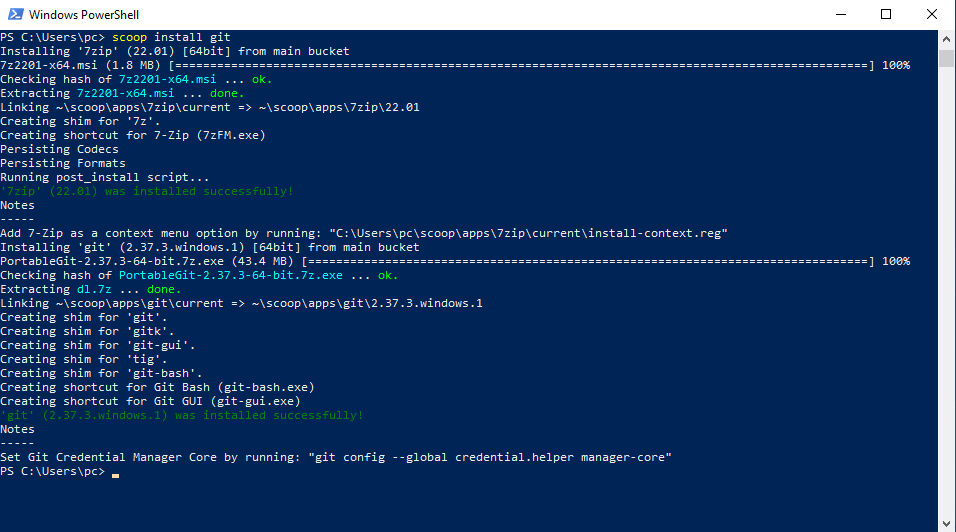 Windows PowerShell
PS C:\Users\pc> scoop install git
Installing '7zip' (22.01) [64bit] from main bucket
7z2201-x64.msi (1.8 MB) [===================================================================================================] 100%
Checking hash of 7z2201-x64.msi ... ok.
Extracting 7z2201-x64.msi ... done.
Linking ~\scoop\apps\7zip\current => ~\scoop\apps\7zip\22.01
Creating shim for '7z'.
Creating shortcut for 7-Zip (7zFM.exe)
Persisting Codecs
Persisting Formats
Running post_install script...
'7zip' (22.01) was installed successfully!
Notes
-----
Add 7-Zip as a context menu option by running: "C:\Users\pc\scoop\apps\7zip\current\install-context.reg"
Installing 'git' (2.37.3.windows.1) [64bit] from main bucket
PortableGit-2.37.3-64-bit.7z.exe (43.4 MB) [================================================================================] 100%
Checking hash of PortableGit-2.37.3-64-bit.7z.exe ... ok.
Extracting dl.7z ... done.
Linking ~\scoop\apps\git\current => ~\scoop\apps\git\2.37.3.windows.1
Creating shim for 'git'.
Creating shim for 'gitk'.
Creating shim for 'git-gui'.
Creating shim for 'tig'.
Creating shim for 'git-bash'.
Creating shortcut for Git Bash (git-bash.exe)
Creating shortcut for Git GUI (git-gui.exe)
'git' (2.37.3.windows.1) was installed successfully!
Notes
-----
Set Git Credential Manager Core by running: "git config --global credential.helper manager-core"
PS C:\Users\pc>